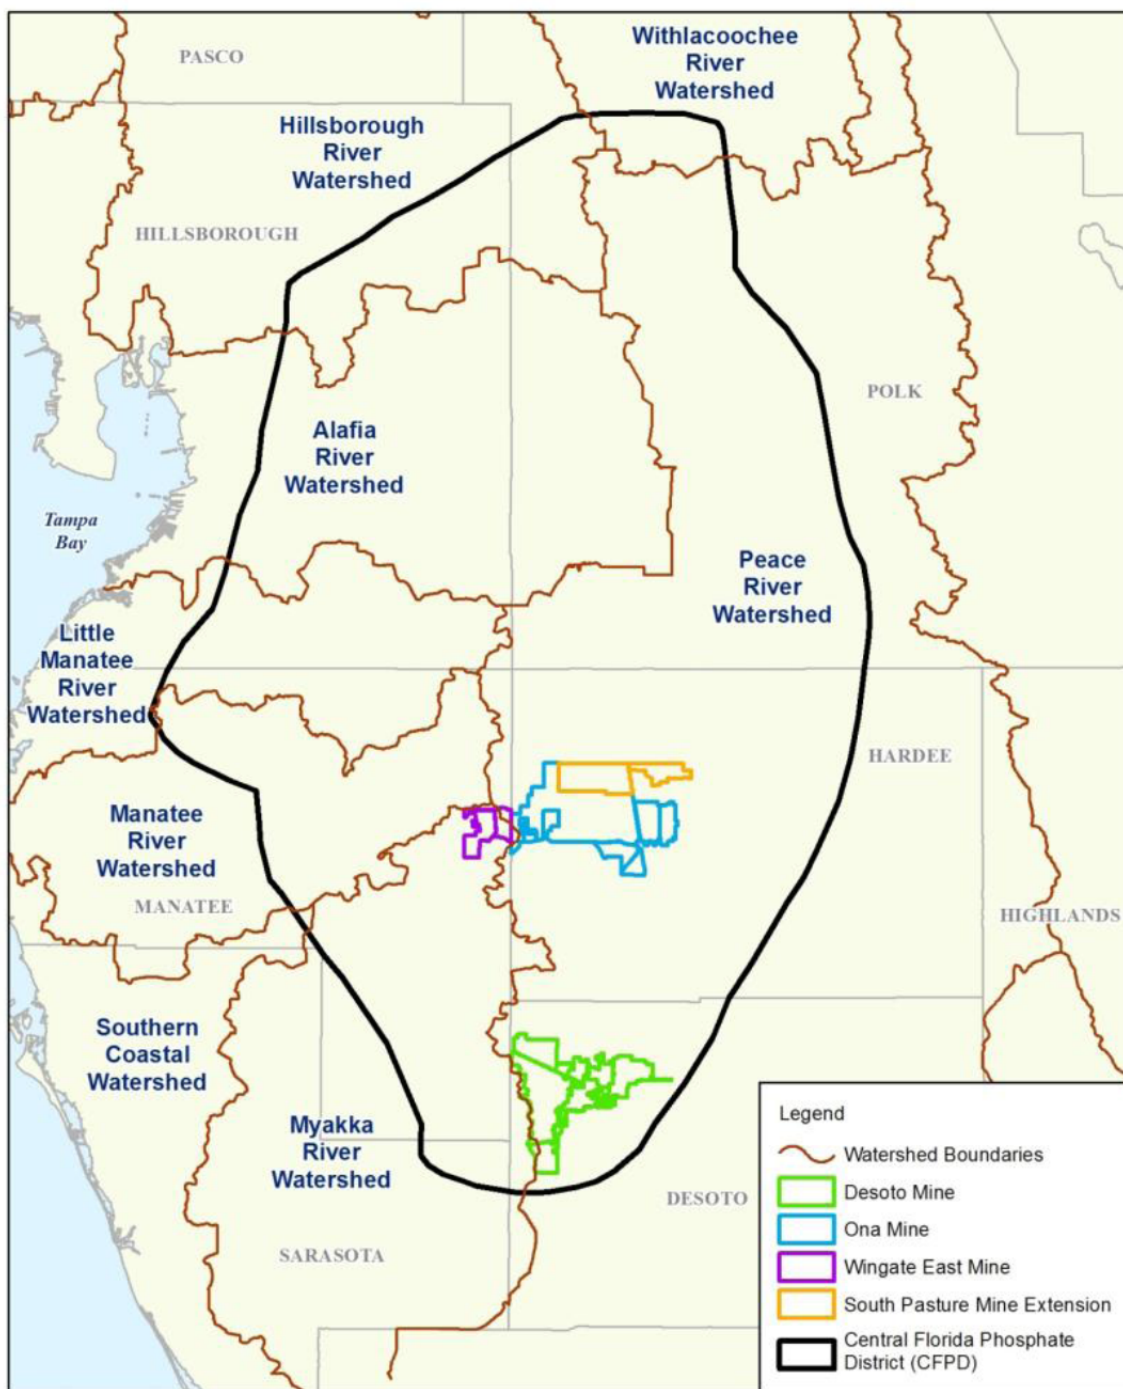 PASCO
Withlacoochee
River
Watershed
Hillsborough
River
Watershed
HILLSBOROUGH
POLK
Alafia
River
Watershed
Tampa
Bay
Peace
River
Watershed
Little
Manatee
River
Watershed
HARDEE
Manatee
River
Watershed
MANATEE
HIGHLANDS
Southern
Coastal
Watershed
Myakka
River
Watershed
DESOTO
SARASOTA
Legend
Watershed Boundaries
Desoto Mine
Ona Mine
Wingate East Mine
South Pasture Mine Extension
Central Florida Phosphate
District (CFPD)